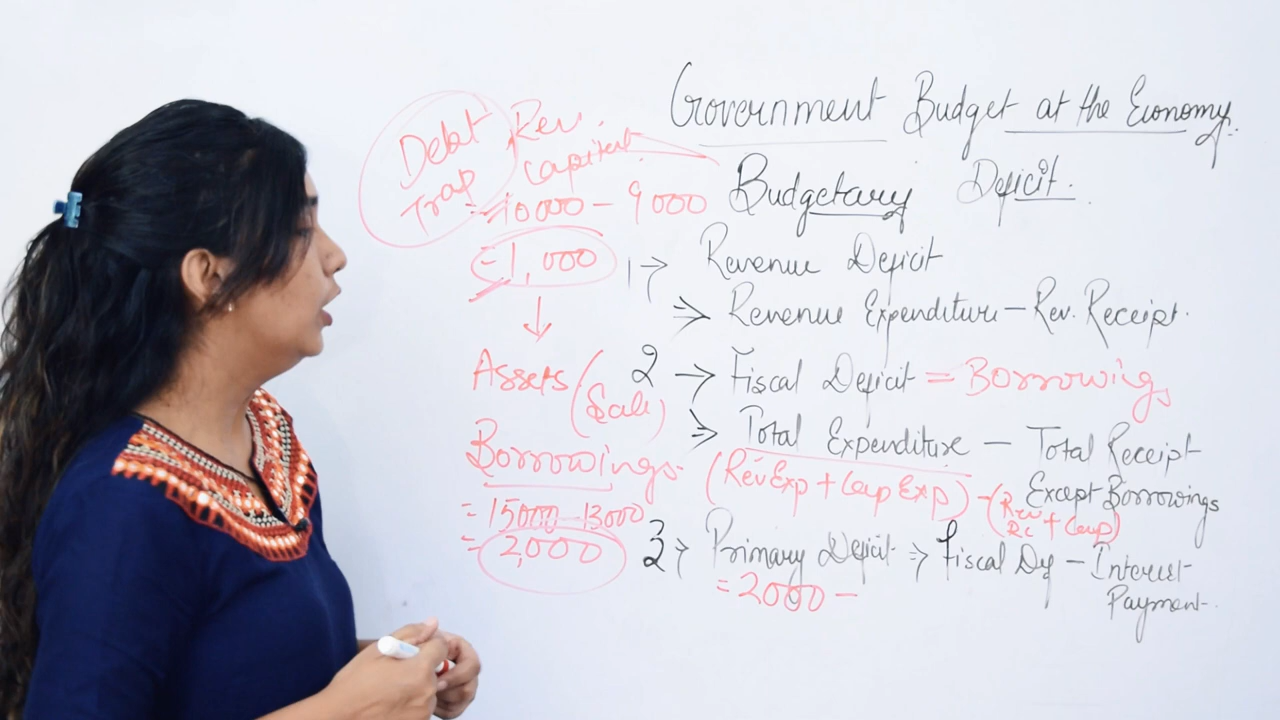 Government Budget at the Economy.
Budgetary Deficit.
1 → Revenue Deficit
⇒ Revenue Expenditure – Rev. Receipt.
2 → Fiscal Deficit = Borrowings
⇒ Total Expenditure – Total Receipt
Except Borrowings
(Rev Exp + Cap Exp) – (Rev Rc + Cap)
3 → Primary Deficit ⇒ Fiscal Def – Interest
Payment.
= 2000 –
Debt
Trap
Rev.
Capital
= 10000 – 9000
= 1,000
↓
Assets (Sale)
Borrowings.
= 15000 – 13000
= 2,000